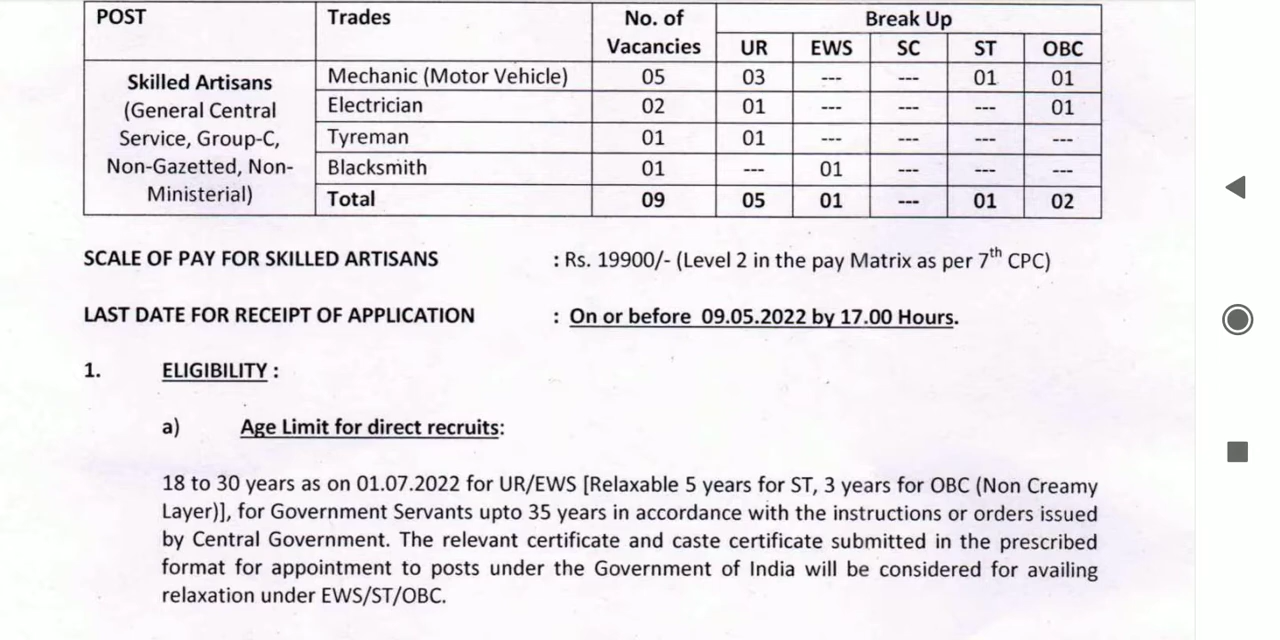 POST Trades No. of Vacancies Break Up
UR EWS SC ST OBC
Skilled Artisans (General Central Service, Group-C, Non-Gazetted, Non-Ministerial)
Mechanic (Motor Vehicle) 05 03 --- --- 01 01
Electrician 02 01 --- --- --- 01
Tyreman 01 01 --- --- --- ---
Blacksmith 01 --- 01 --- --- ---
Total 09 05 01 --- 01 02
SCALE OF PAY FOR SKILLED ARTISANS : Rs. 19900/- (Level 2 in the pay Matrix as per 7th CPC)
LAST DATE FOR RECEIPT OF APPLICATION : On or before 09.05.2022 by 17.00 Hours.
1. ELIGIBILITY :
a) Age Limit for direct recruits:
18 to 30 years as on 01.07.2022 for UR/EWS [Relaxable 5 years for ST, 3 years for OBC (Non Creamy
Layer)], for Government Servants upto 35 years in accordance with the instructions or orders issued
by Central Government. The relevant certificate and caste certificate submitted in the prescribed
format for appointment to posts under the Government of India will be considered for availing
relaxation under EWS/ST/OBC.